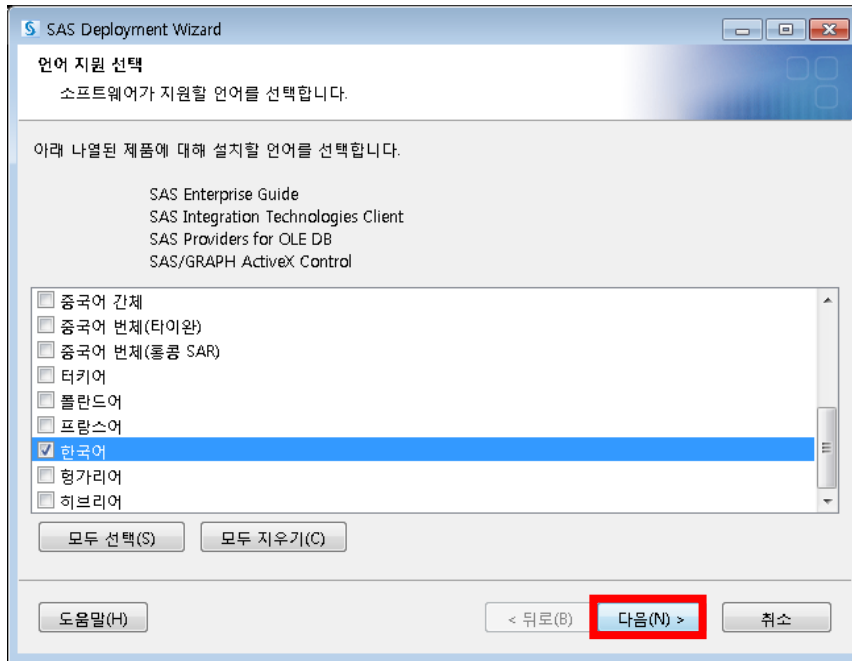 SAS Deployment Wizard
언어 지원 선택
소프트웨어가 지원할 언어를 선택합니다.
아래 나열된 제품에 대해 설치할 언어를 선택합니다.
SAS Enterprise Guide
SAS Integration Technologies Client
SAS Providers for OLE DB
SAS/GRAPH ActiveX Control
중국어 간체
중국어 번체(타이완)
중국어 번체(홍콩 SAR)
터키어
폴란드어
프랑스어
한국어
헝가리어
히브리어
모두 선택(S) 모두 지우기(C)
도움말(H) < 뒤로(B) 다음(N) > 취소